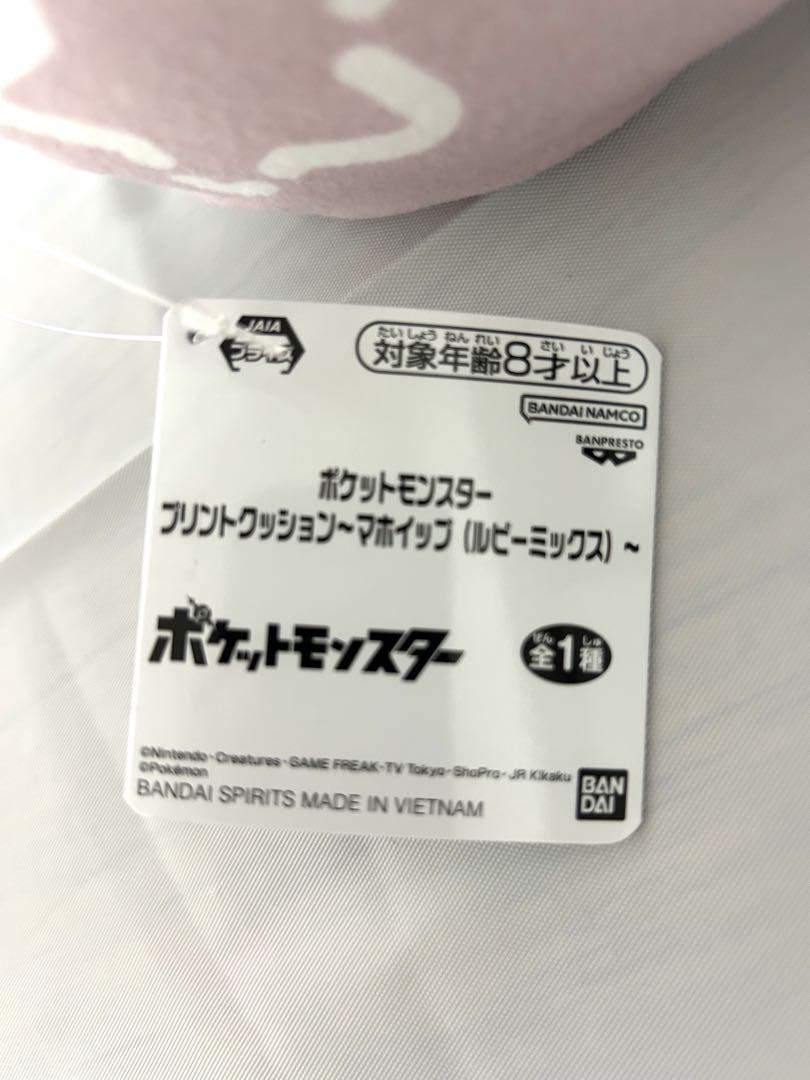 JAIA
プライズ
たいしょう ねん れい さい い じょう
対象年齢8才以上
BANDAI NAMCO
BANPRESTO
ポケットモンスター
プリントクッション～マホイップ (ルビーミックス) ～
ポケットモンスター
ぜん しゅ
全1種
©Nintendo・Creatures・GAME FREAK・TV Tokyo・ShoPro・JR Kikaku
©Pokémon
BANDAI SPIRITS MADE IN VIETNAM
BAN
DAI